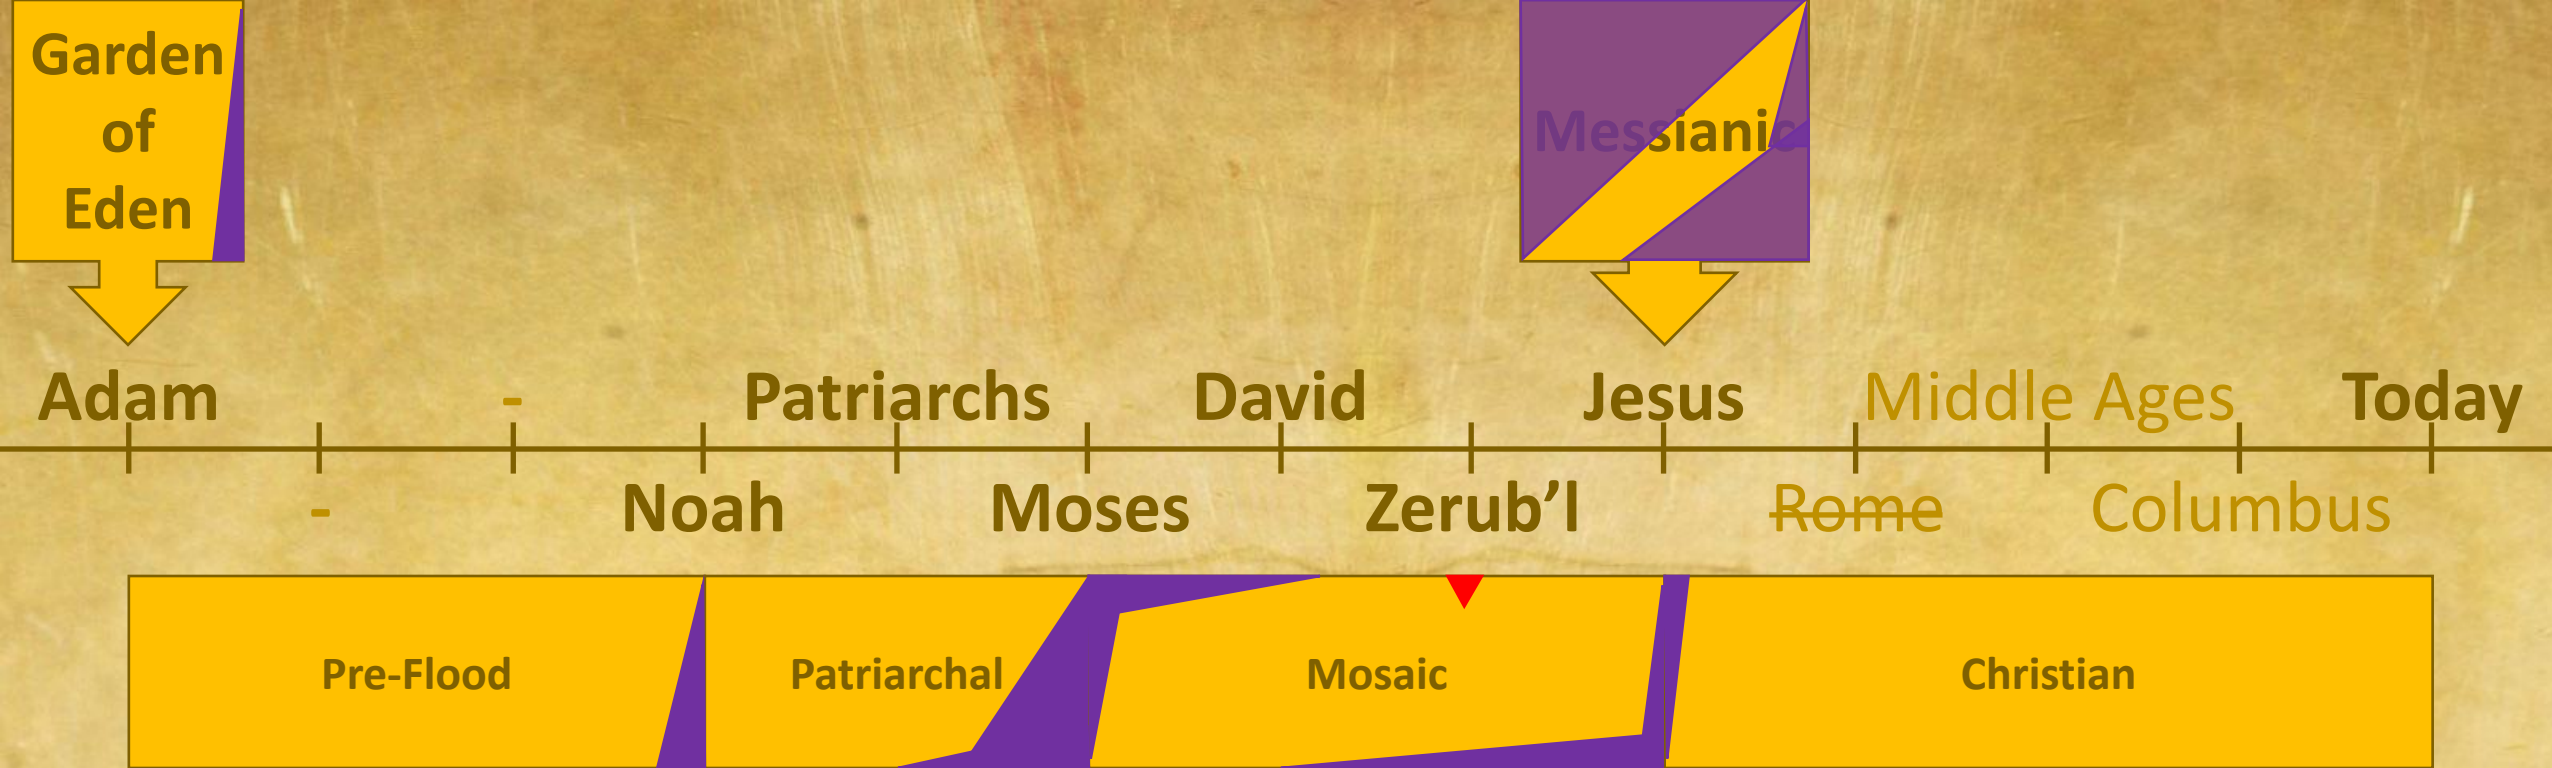 Garden
of
Eden
Messianic
Adam
-
Patriarchs
David
Jesus
Middle Ages
Today
-
Noah
Moses
Zerub’l
Rome
Columbus
Pre-Flood
Patriarchal
Mosaic
Christian